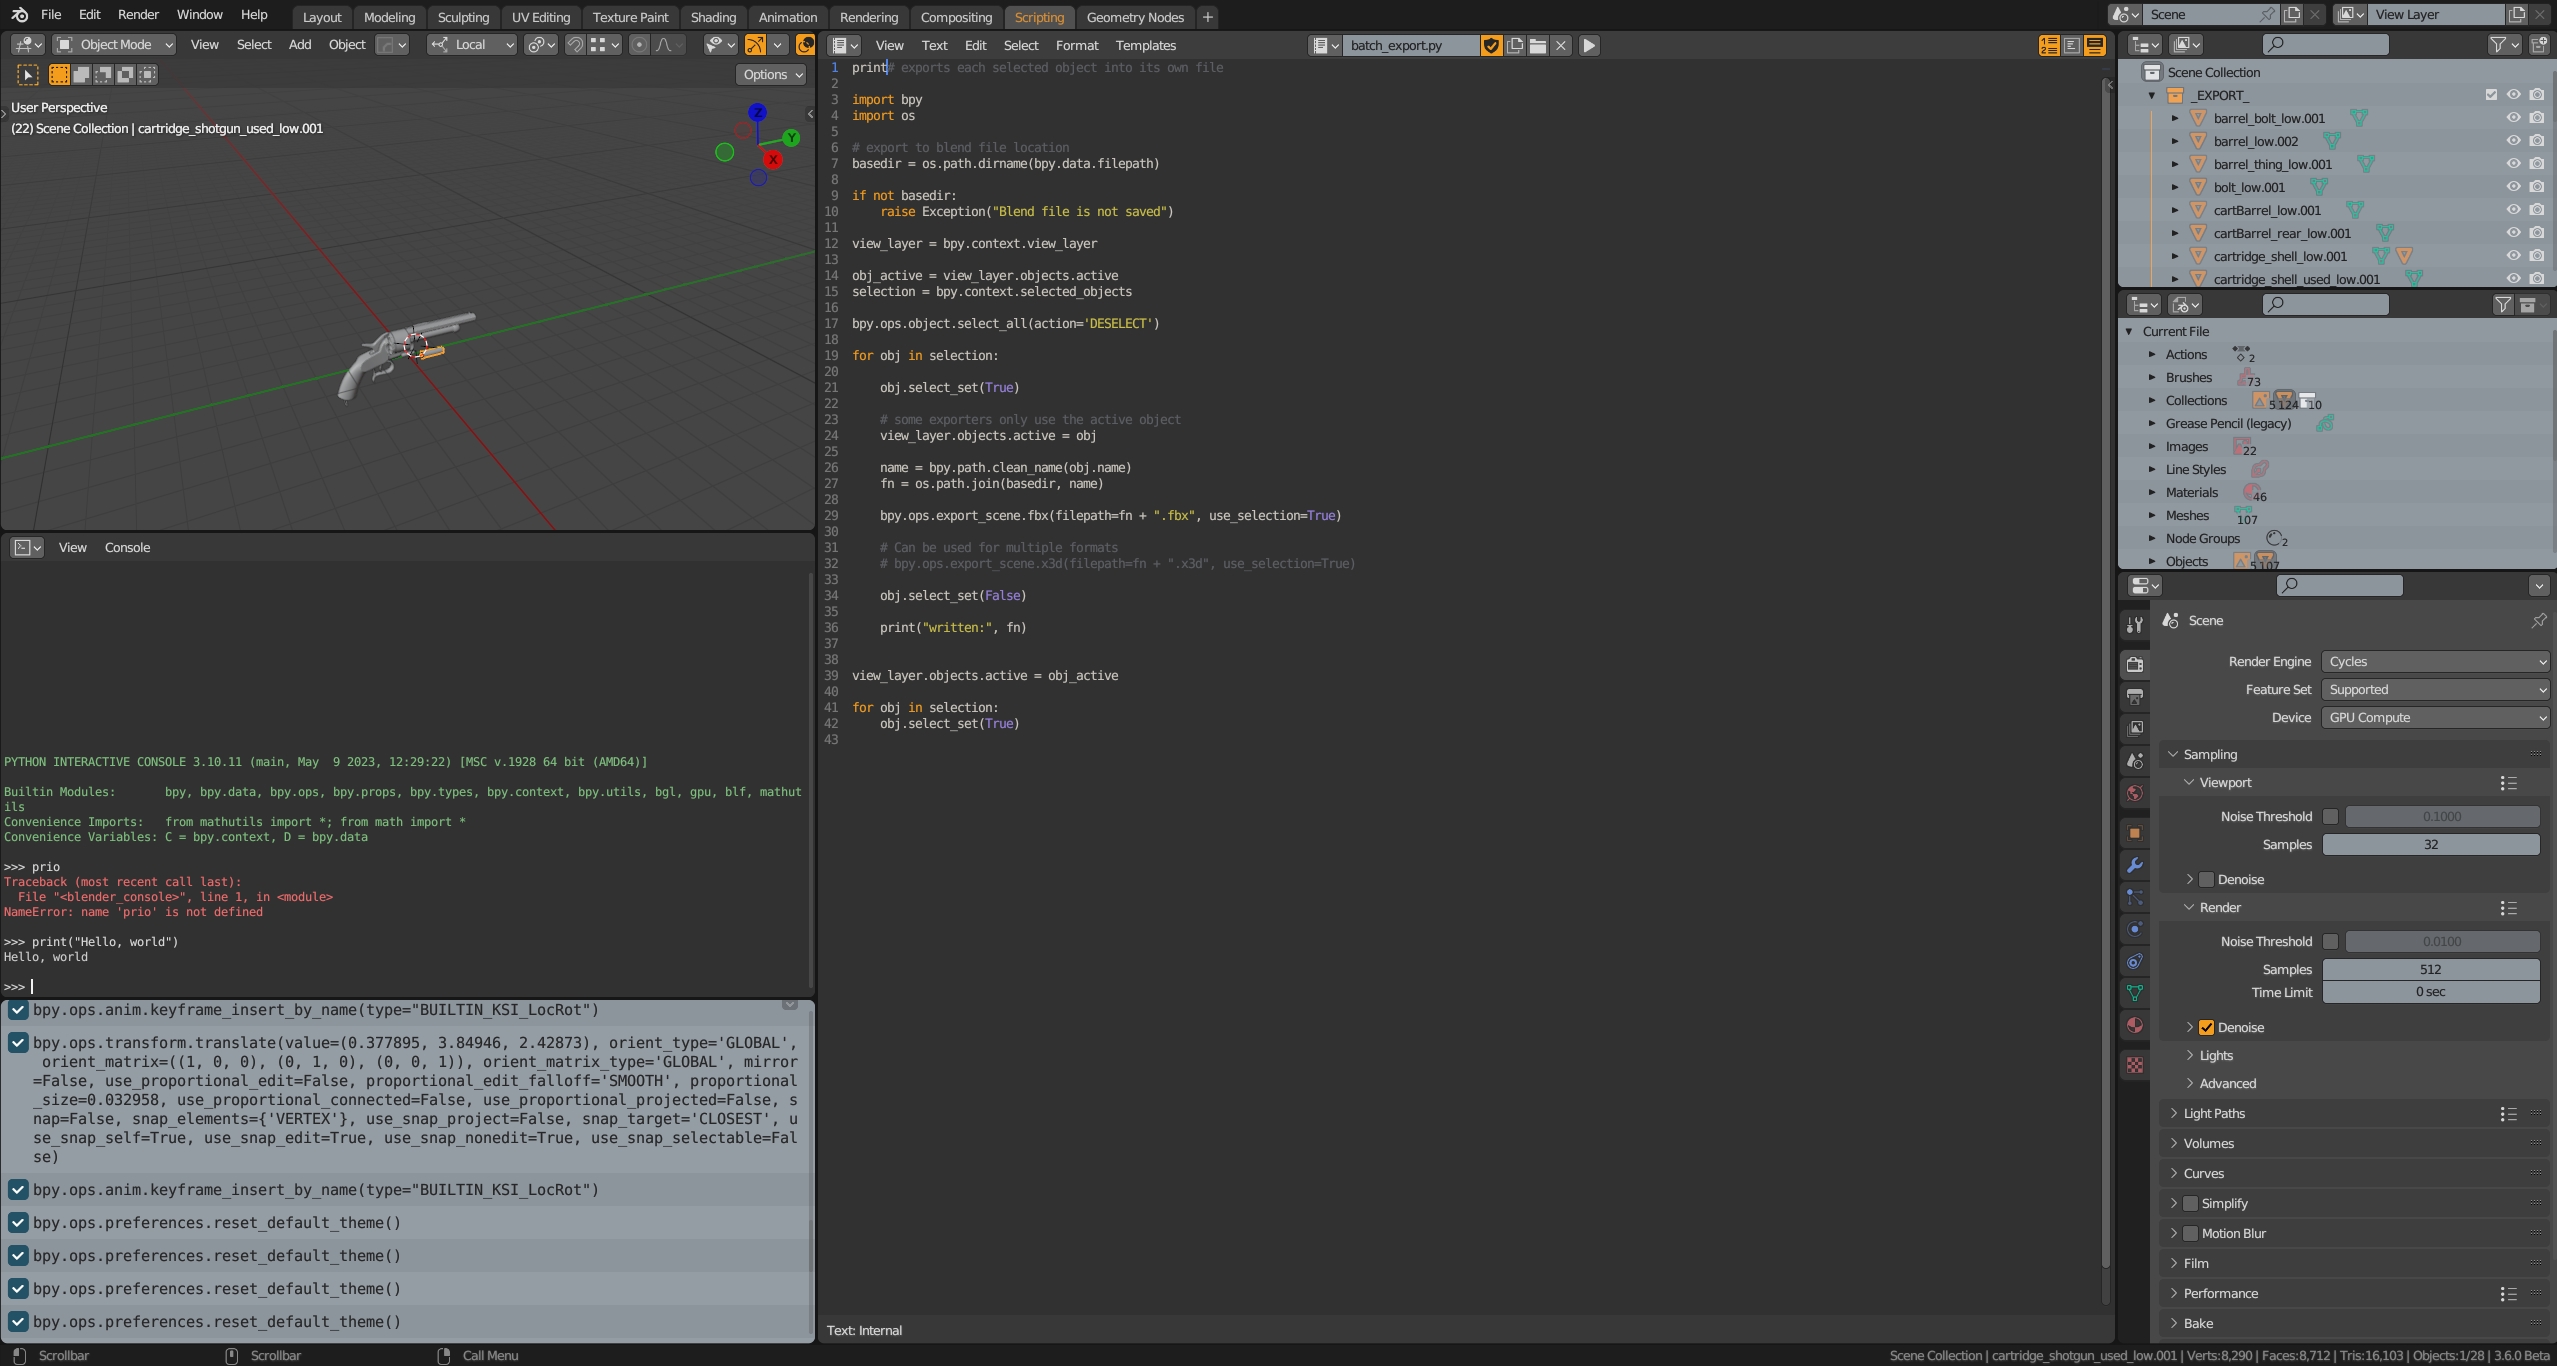 File Edit Render Window Help
Layout Modeling Sculpting UV Editing Texture Paint Shading Animation Rendering Compositing Scripting Geometry Nodes +
Scene
View Layer
Object Mode View Select Add Object Local
Options
User Perspective
(22) Scene Collection | cartridge_shotgun_used_low.001
Z
Y
X
View Console
PYTHON INTERACTIVE CONSOLE 3.10.11 (main, May  9 2023, 12:29:22) [MSC v.1928 64 bit (AMD64)]
Builtin Modules:       bpy, bpy.data, bpy.ops, bpy.props, bpy.types, bpy.context, bpy.utils, bgl, gpu, blf, mathut
ils
Convenience Imports:   from mathutils import *; from math import *
Convenience Variables: C = bpy.context, D = bpy.data
>>> prio
Traceback (most recent call last):
  File "<blender_console>", line 1, in <module>
NameError: name 'prio' is not defined
>>> print("Hello, world")
Hello, world
>>>
bpy.ops.anim.keyframe_insert_by_name(type="BUILTIN_KSI_LocRot")
bpy.ops.transform.translate(value=(0.377895, 3.84946, 2.42873), orient_type='GLOBAL',
 orient_matrix=((1, 0, 0), (0, 1, 0), (0, 0, 1)), orient_matrix_type='GLOBAL', mirror
=False, use_proportional_edit=False, proportional_edit_falloff='SMOOTH', proportional
_size=0.032958, use_proportional_connected=False, use_proportional_projected=False, s
nap=False, snap_elements={'VERTEX'}, use_snap_project=False, snap_target='CLOSEST', u
se_snap_self=True, use_snap_edit=True, use_snap_nonedit=True, use_snap_selectable=Fal
se)
bpy.ops.anim.keyframe_insert_by_name(type="BUILTIN_KSI_LocRot")
bpy.ops.preferences.reset_default_theme()
bpy.ops.preferences.reset_default_theme()
bpy.ops.preferences.reset_default_theme()
bpy.ops.preferences.reset_default_theme()
View Text Edit Select Format Templates
batch_export.py
1 print# exports each selected object into its own file
2
3 import bpy
4 import os
5
6 # export to blend file location
7 basedir = os.path.dirname(bpy.data.filepath)
8
9 if not basedir:
10     raise Exception("Blend file is not saved")
11
12 view_layer = bpy.context.view_layer
13
14 obj_active = view_layer.objects.active
15 selection = bpy.context.selected_objects
16
17 bpy.ops.object.select_all(action='DESELECT')
18
19 for obj in selection:
20
21     obj.select_set(True)
22
23     # some exporters only use the active object
24     view_layer.objects.active = obj
25
26     name = bpy.path.clean_name(obj.name)
27     fn = os.path.join(basedir, name)
28
29     bpy.ops.export_scene.fbx(filepath=fn + ".fbx", use_selection=True)
30
31     # Can be used for multiple formats
32     # bpy.ops.export_scene.x3d(filepath=fn + ".x3d", use_selection=True)
33
34     obj.select_set(False)
35
36     print("written:", fn)
37
38
39 view_layer.objects.active = obj_active
40
41 for obj in selection:
42     obj.select_set(True)
43
Text: Internal
Scene Collection
_EXPORT_
barrel_bolt_low.001
barrel_low.002
barrel_thing_low.001
bolt_low.001
cartBarrel_low.001
cartBarrel_rear_low.001
cartridge_shell_low.001
cartridge_shell_used_low.001
Current File
Actions 2
Brushes 73
Collections 5 124 10
Grease Pencil (legacy)
Images 22
Line Styles
Materials 46
Meshes 107
Node Groups 2
Objects 5 107
Scene
Render Engine Cycles
Feature Set Supported
Device GPU Compute
Sampling
Viewport
Noise Threshold 0.1000
Samples 32
Denoise
Render
Noise Threshold 0.0100
Samples 512
Time Limit 0 sec
Denoise
Lights
Advanced
Light Paths
Volumes
Curves
Simplify
Motion Blur
Film
Performance
Bake
Scrollbar Scrollbar Call Menu
Scene Collection | cartridge_shotgun_used_low.001 | Verts:8,290 | Faces:8,712 | Tris:16,103 | Objects:1/28 | 3.6.0 Beta